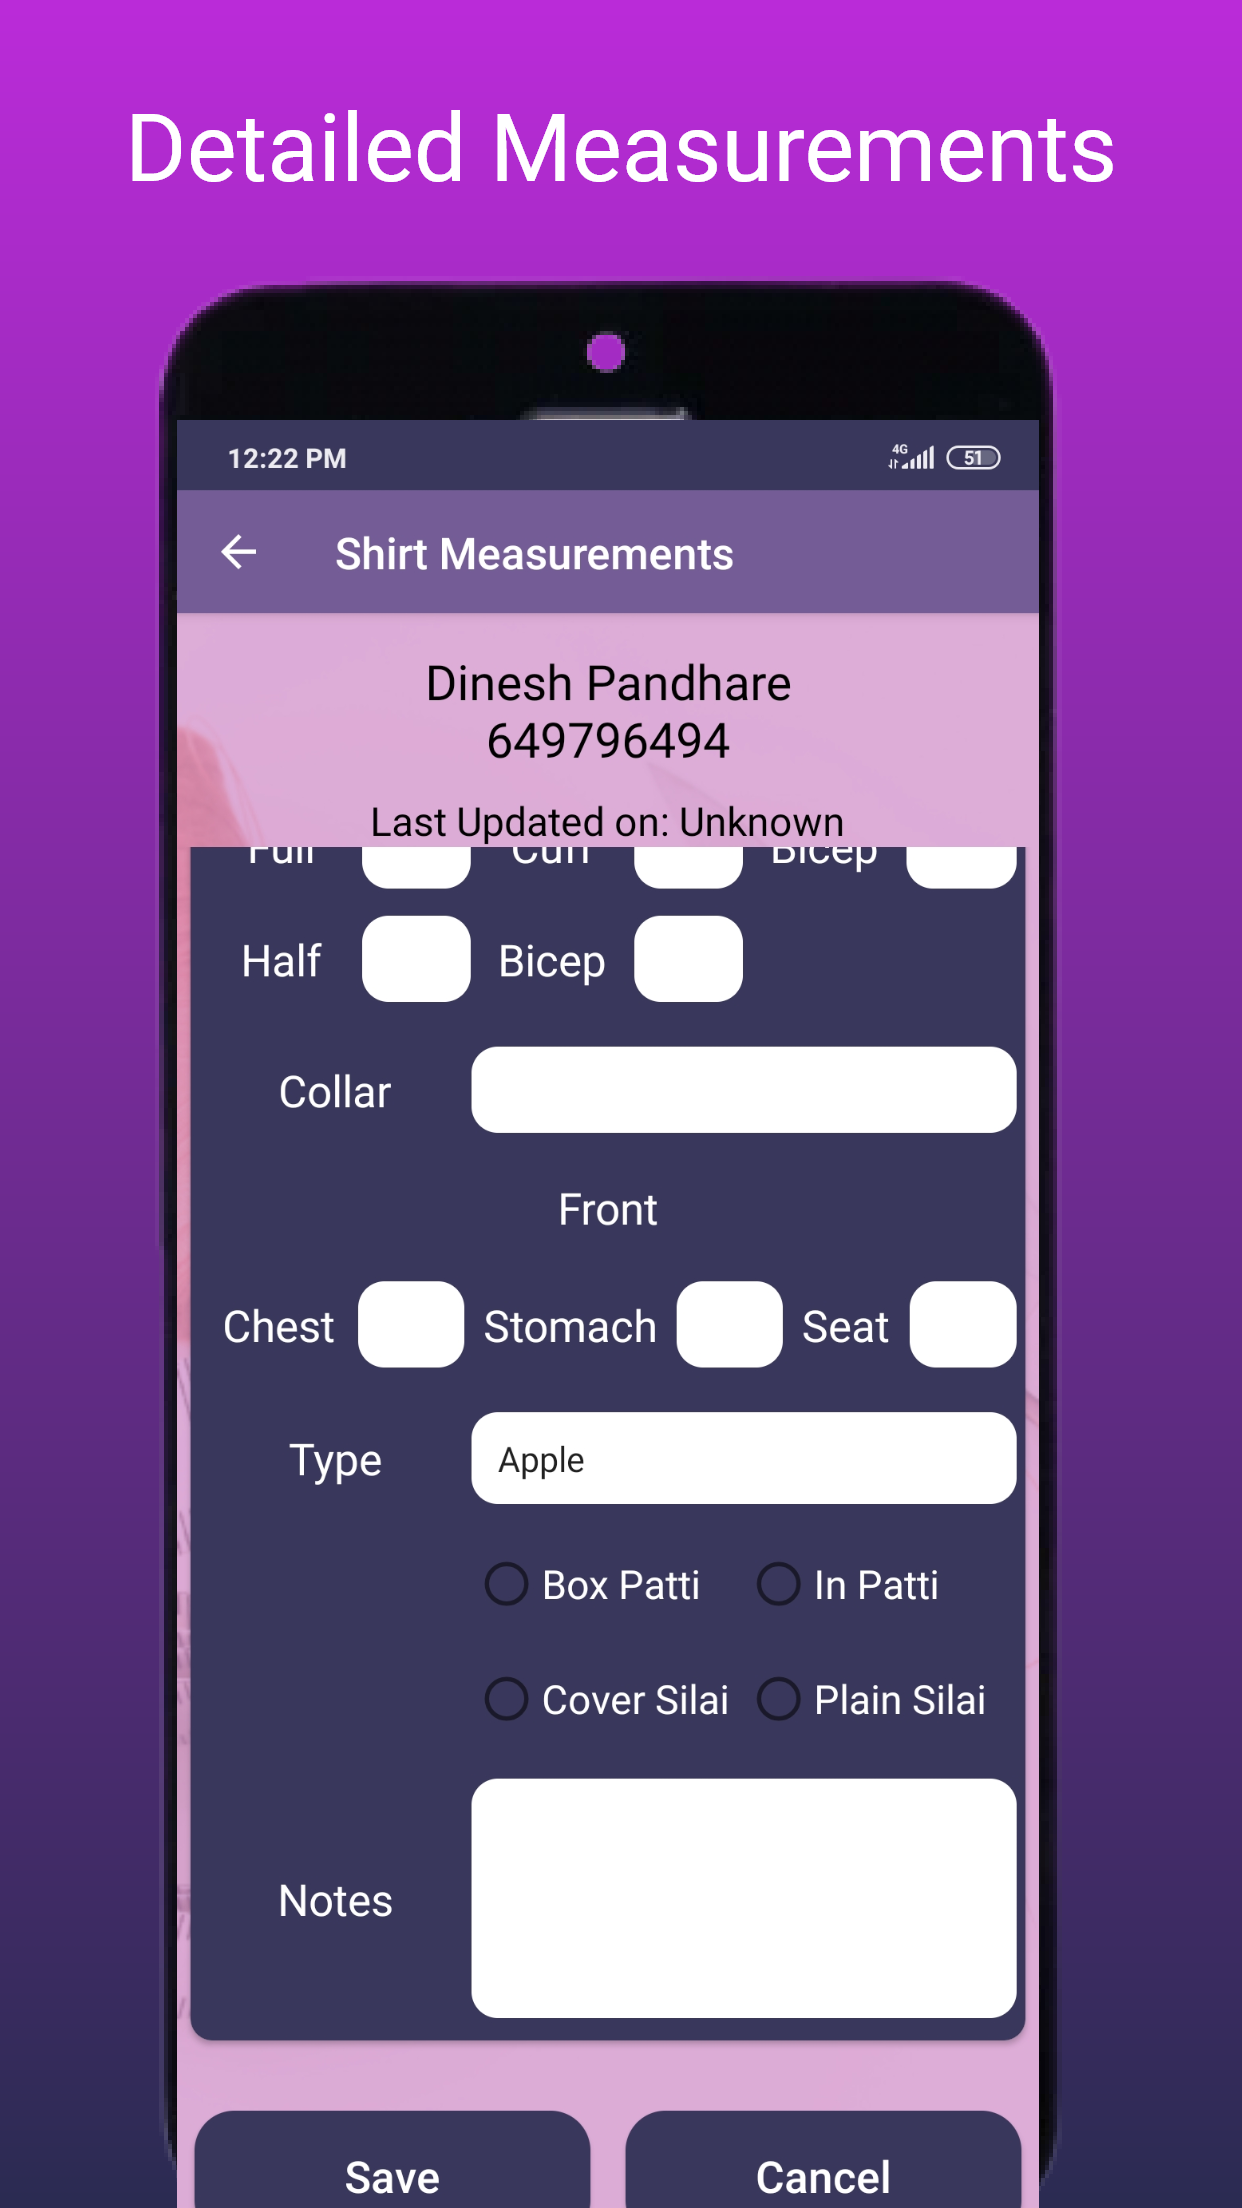 Detailed Measurements
12:22 PM 4G 51
Shirt Measurements
Dinesh Pandhare
649796494
Last Updated on: Unknown
Full Cuff Bicep
Half Bicep
Collar
Front
Chest Stomach Seat
Type Apple
Box Patti In Patti
Cover Silai Plain Silai
Notes
Save Cancel